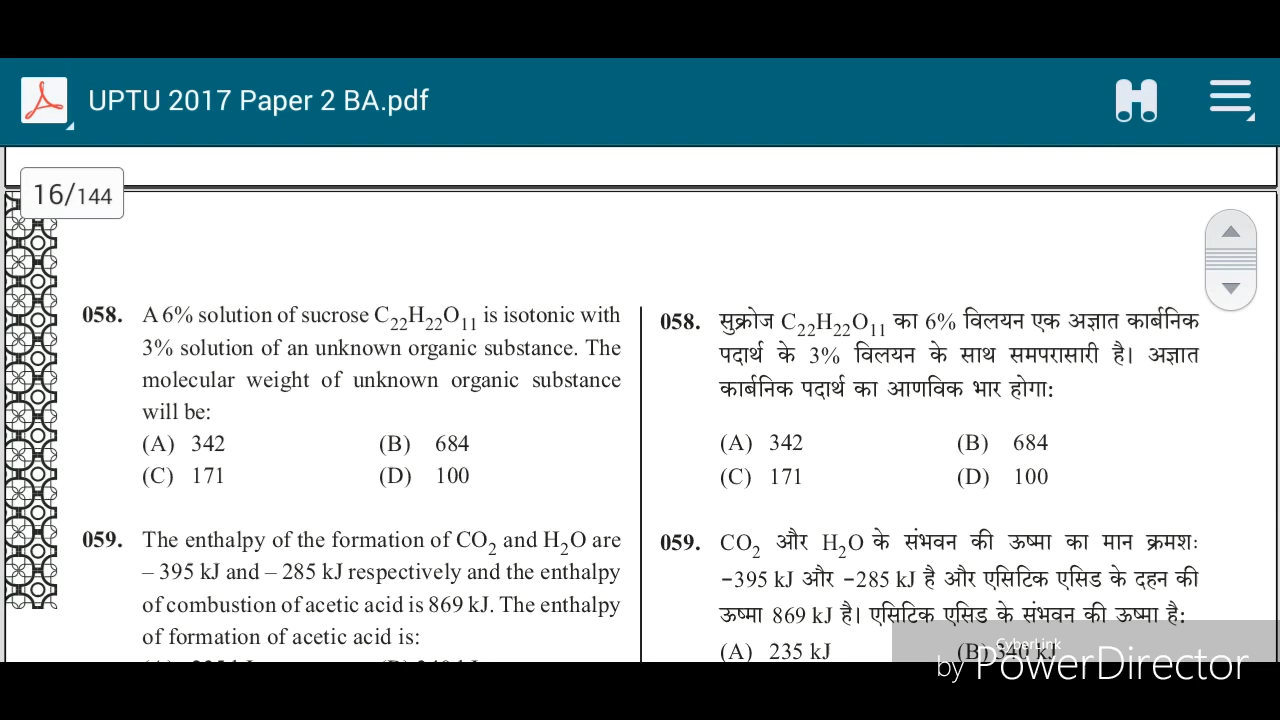 UPTU 2017 Paper 2 BA.pdf
16/144
058. A 6% solution of sucrose C22H22O11 is isotonic with
3% solution of an unknown organic substance. The
molecular weight of unknown organic substance
will be:
(A) 342 (B) 684
(C) 171 (D) 100
059. The enthalpy of the formation of CO2 and H2O are
– 395 kJ and – 285 kJ respectively and the enthalpy
of combustion of acetic acid is 869 kJ. The enthalpy
of formation of acetic acid is:
058. सुक्रोज C22H22O11 का 6% विलयन एक अज्ञात कार्बनिक
पदार्थ के 3% विलयन के साथ समपरासारी है। अज्ञात
कार्बनिक पदार्थ का आणविक भार होगा:
(A) 342 (B) 684
(C) 171 (D) 100
059. CO2 और H2O के संभवन की ऊष्मा का मान क्रमशः
−395 kJ और −285 kJ है और एसिटिक एसिड के दहन की
ऊष्मा 869 kJ है। एसिटिक एसिड के संभवन की ऊष्मा है:
(A) 235 kJ (B) 340 kJ
CyberLink
by PowerDirector